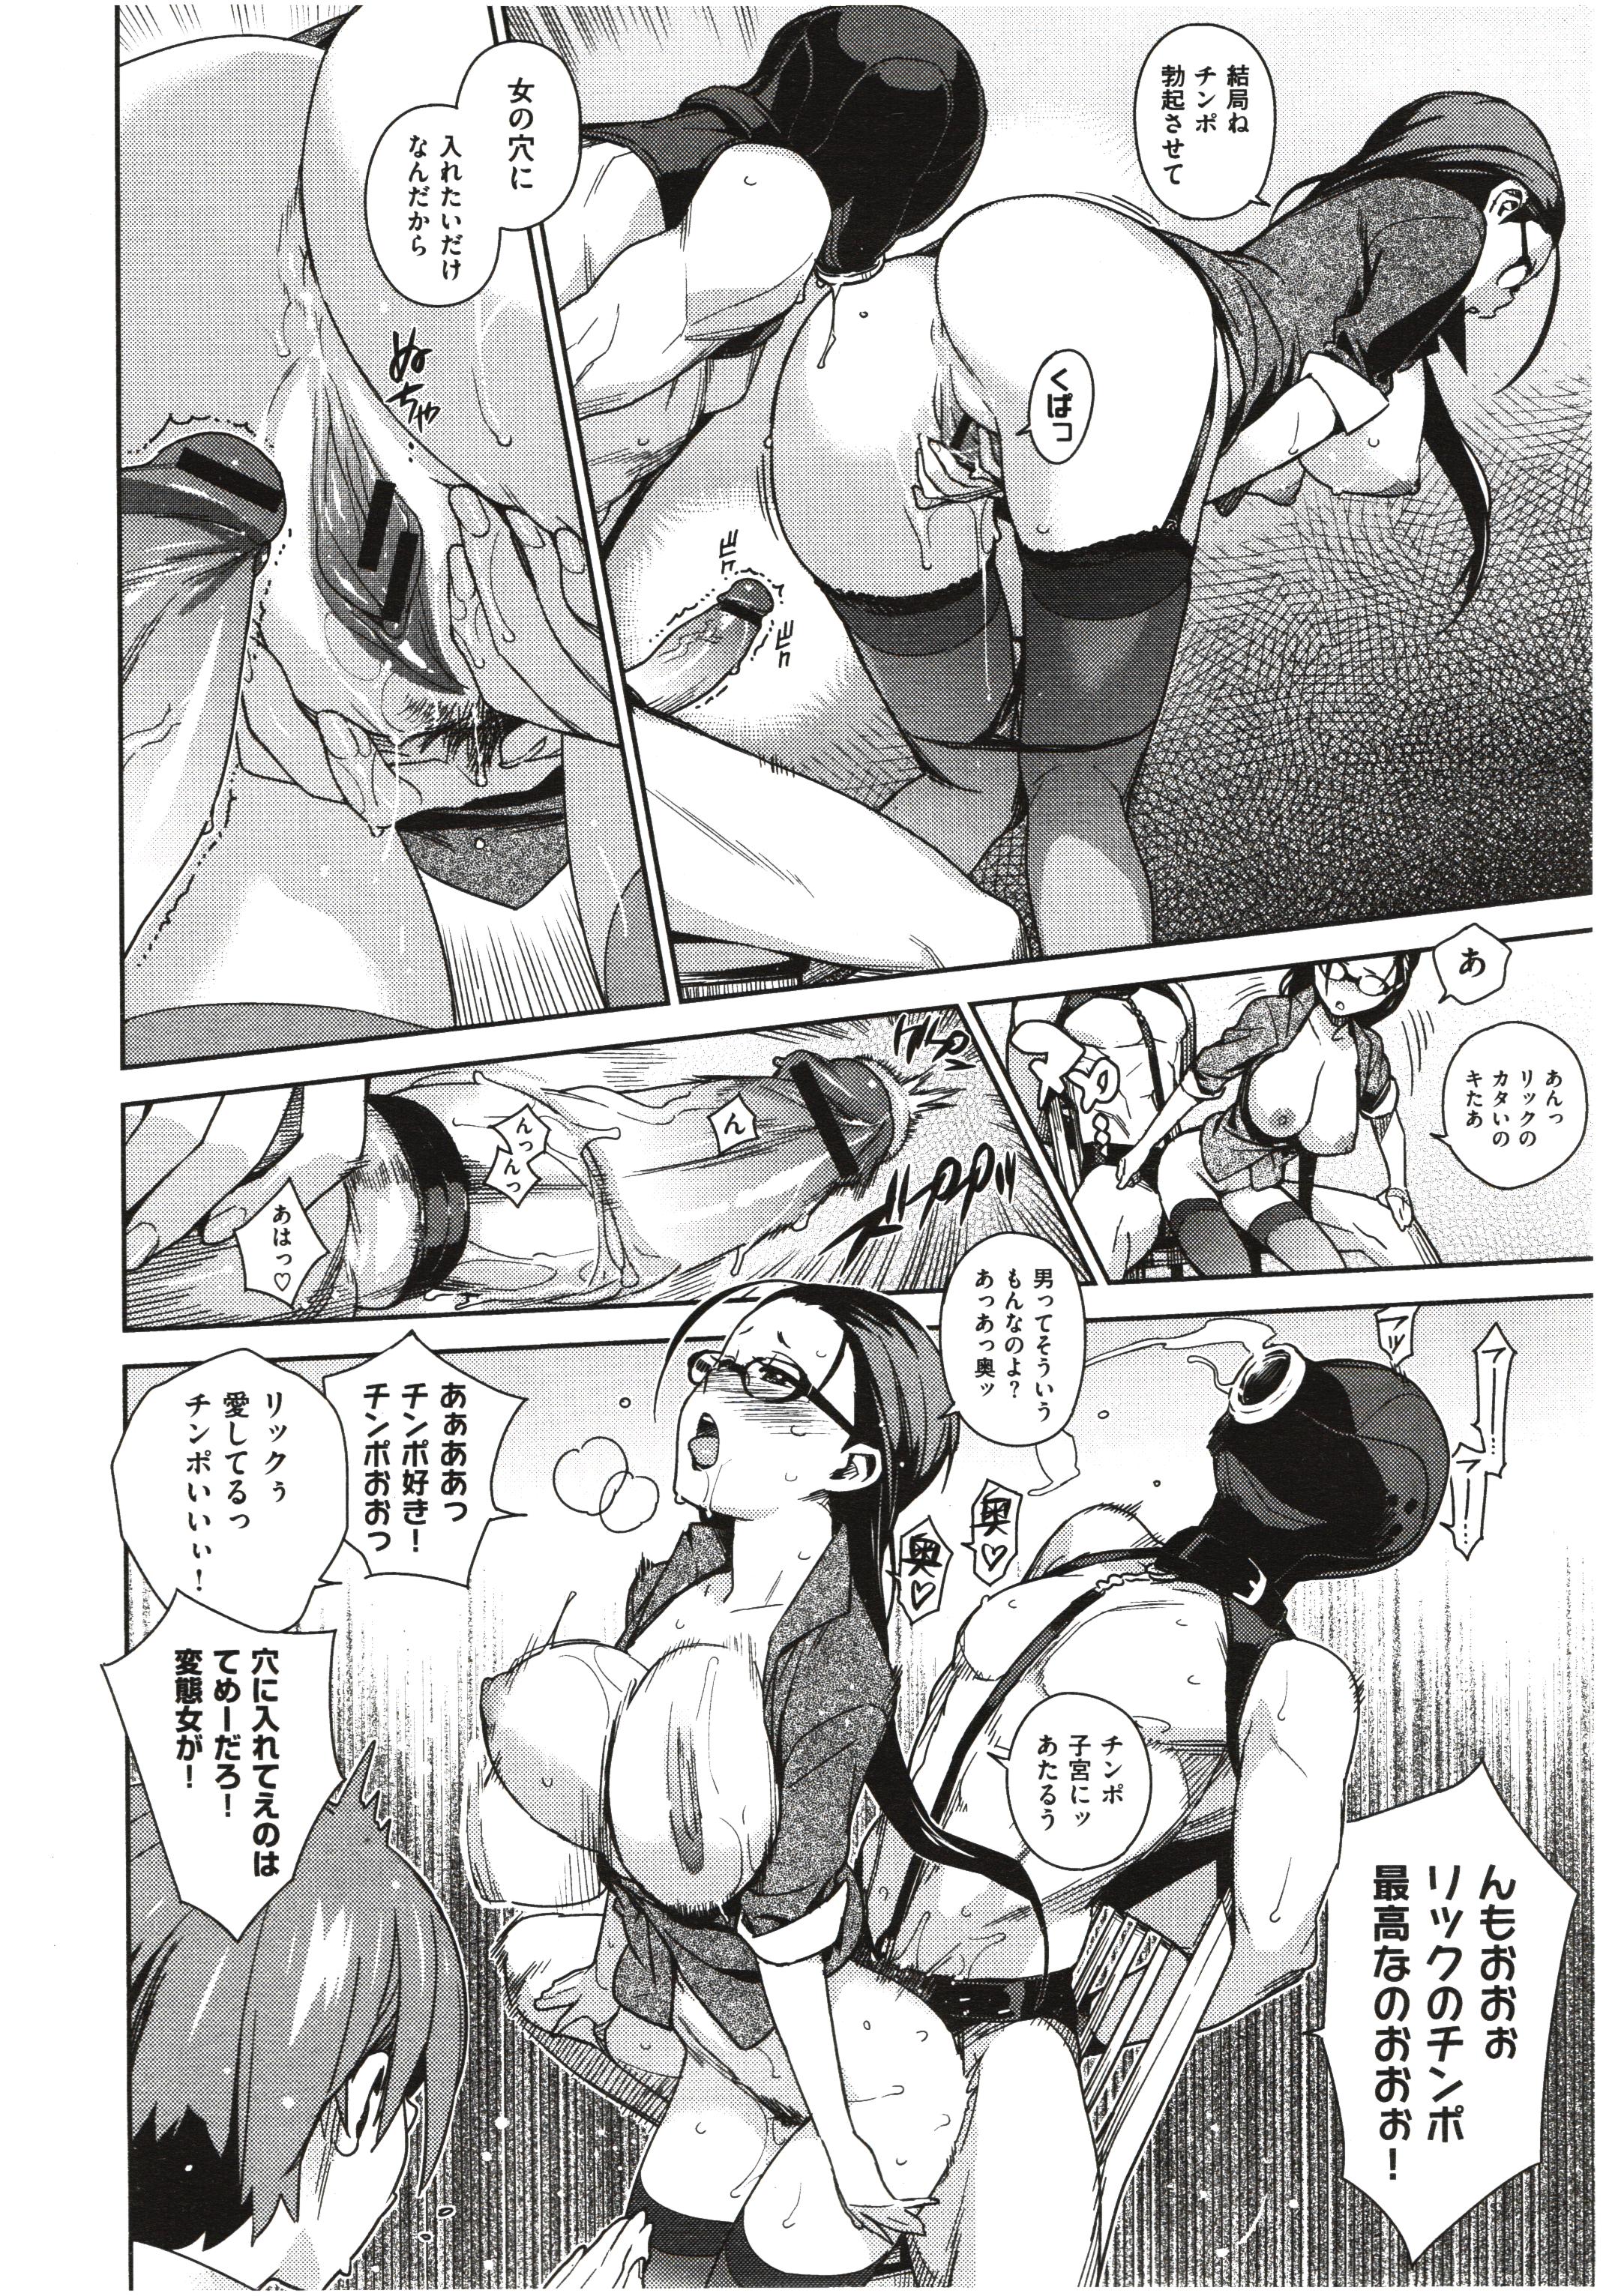 結局ね
チンポ
勃起させて
くぱっ
女の穴に
入れたいだけ
なんだから
ぬちゃ…
ビク
ビク
あ
あんっ
リックの
カタいの
キたあ
ん
んっんっ
あはっ♡
男ってそういう
もんなのよ？
あっあっ奥ッ
奥♡
奥♡
チンポ
子宮にッ
あたるう
んもおおぉ
リックのチンポ
最高なのおおぉ！
あぁああっ
チンポ好き！
チンポおおっ
リックぅ
愛してるっ
チンポいいぃ！
穴に入れてえのは
てめーだろ！
変態女が！